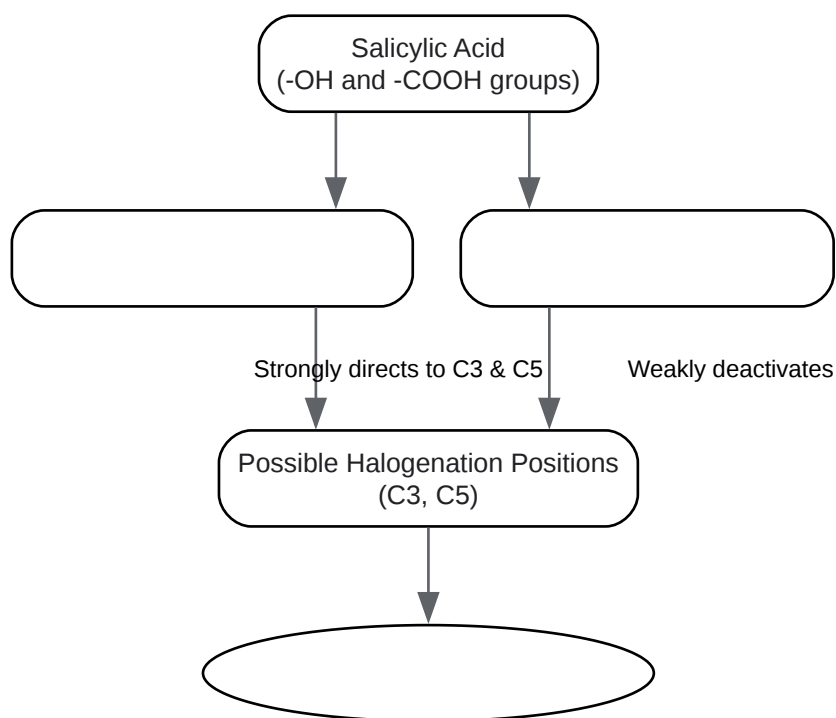 Salicylic Acid
(-OH and -COOH groups)
Strongly directs to C3 & C5
Weakly deactivates
Possible Halogenation Positions
(C3, C5)